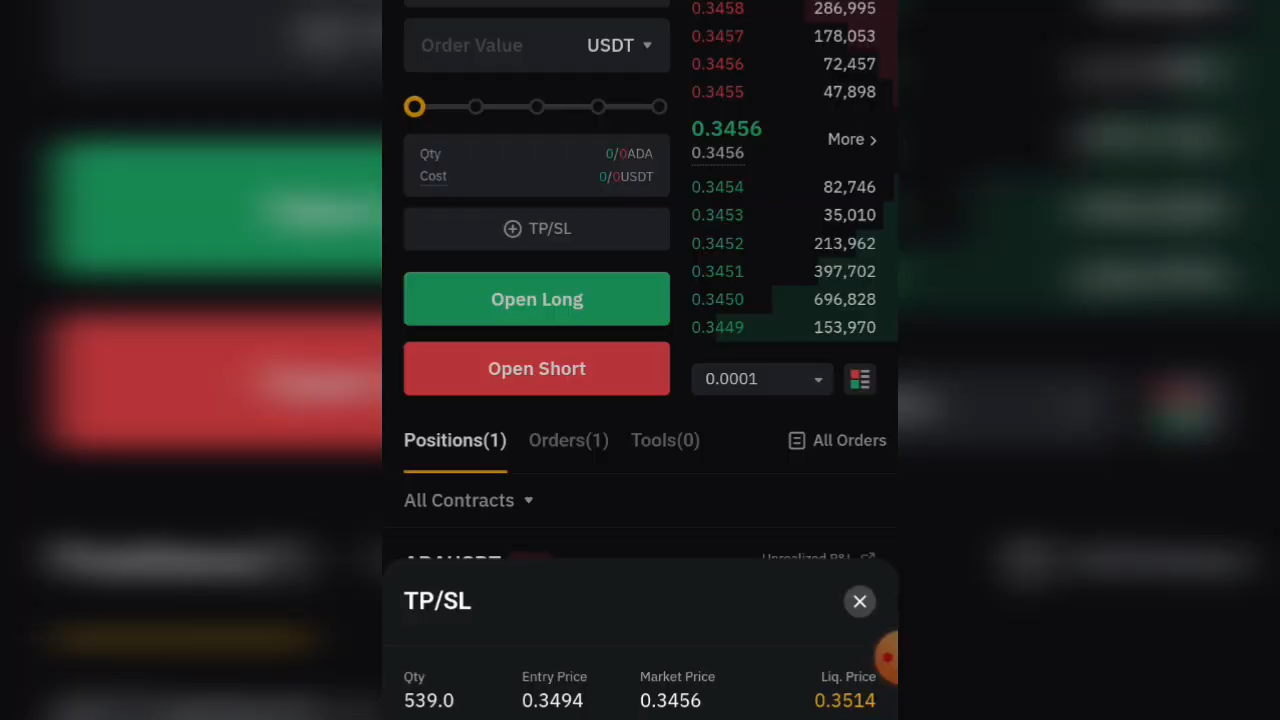 0.3458 286,995
Order Value USDT
0.3457 178,053
0.3456 72,457
0.3455 47,898
0.3456
More >
0.3456
Qty 0/0ADA
Cost 0/0USDT
0.3454 82,746
0.3453 35,010
TP/SL
0.3452 213,962
0.3451 397,702
Open Long
0.3450 696,828
0.3449 153,970
Open Short
0.0001
Positions(1) Orders(1) Tools(0) All Orders
All Contracts
ADAUSDT Unrealized P&L
TP/SL
Qty Entry Price Market Price Liq. Price
539.0 0.3494 0.3456 0.3514